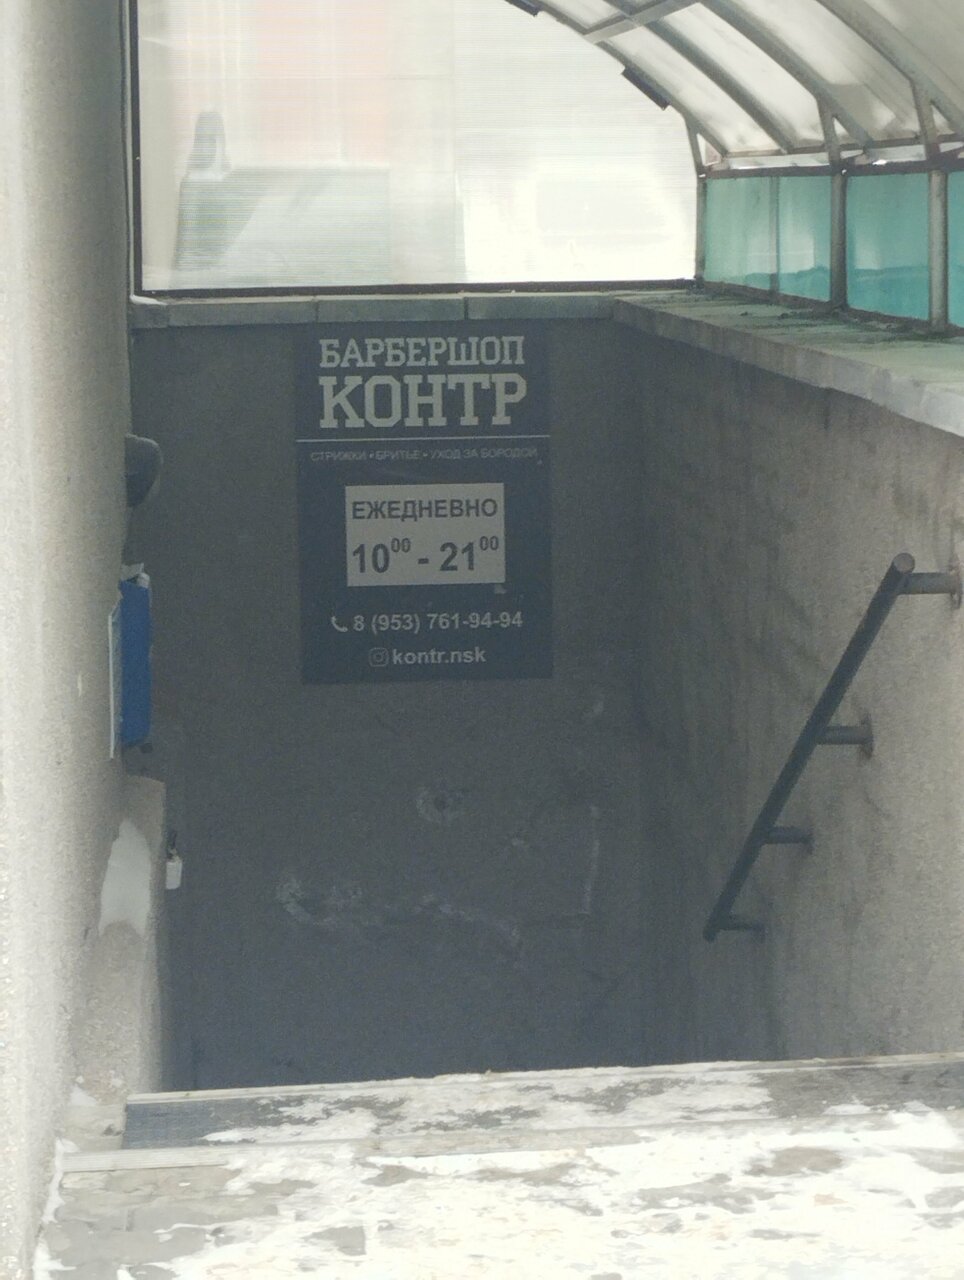 БАРБЕРШОП
КОНТР
СТРИЖКИ • БРИТЬЕ • УХОД ЗА БОРОДОЙ
ЕЖЕДНЕВНО
10⁰⁰ - 21⁰⁰
8 (953) 761-94-94
kontr.nsk